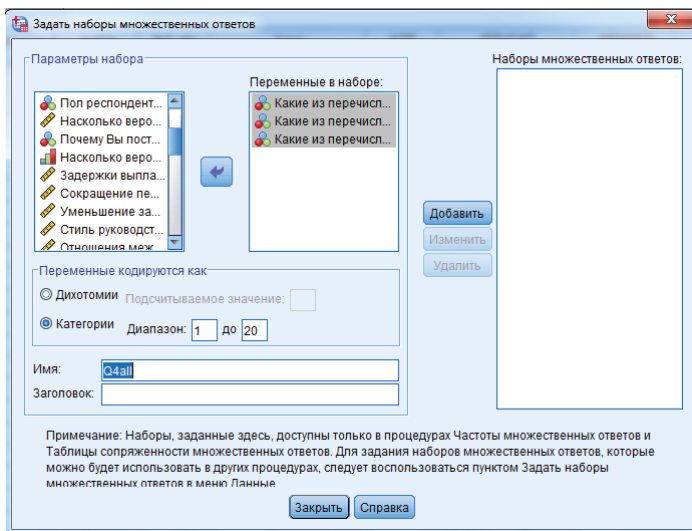 Задать наборы множественных ответов
Параметры набора
Наборы множественных ответов:
Переменные в наборе:
Пол респондент...
Насколько веро...
Почему Вы пост...
Насколько веро...
Задержки выпла...
Сокращение пе...
Уменьшение за...
Стиль руководст...
Отношения меж
Какие из перечисл...
Какие из перечисл...
Какие из перечисл...
Добавить
Изменить
Удалить
Переменные кодируются как
Дихотомии Подсчитываемое значение:
Категории Диапазон: 1 до 20
Имя: Q4all
Заголовок:
Примечание: Наборы, заданные здесь, доступны только в процедурах Частоты множественных ответов и
Таблицы сопряженности множественных ответов. Для задания наборов множественных ответов, которые
можно будет использовать в других процедурах, следует воспользоваться пунктом Задать наборы
множественных ответов в меню Данные
Закрыть Справка